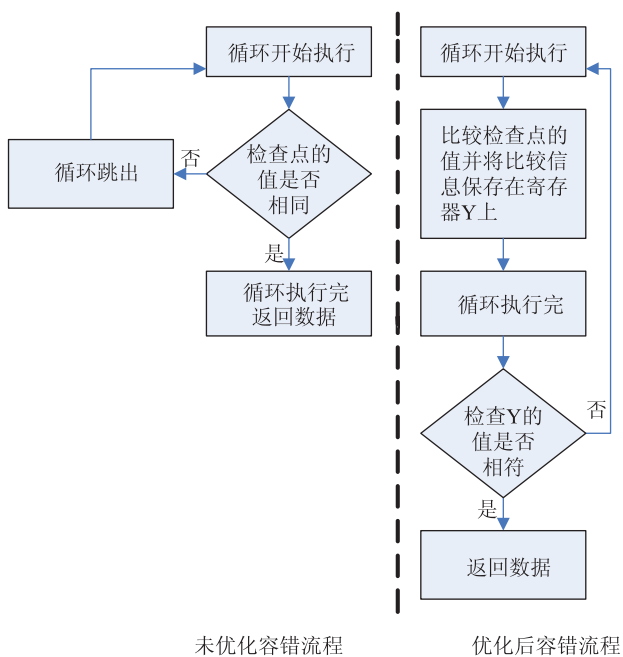 循环开始执行
检查点的
值是否
相同
否
循环跳出
是
循环执行完
返回数据
未优化容错流程
循环开始执行
比较检查点的
值并将比较信
息保存在寄存
器Y上
循环执行完
检查Y的
值是否
相符
否
是
返回数据
优化后容错流程